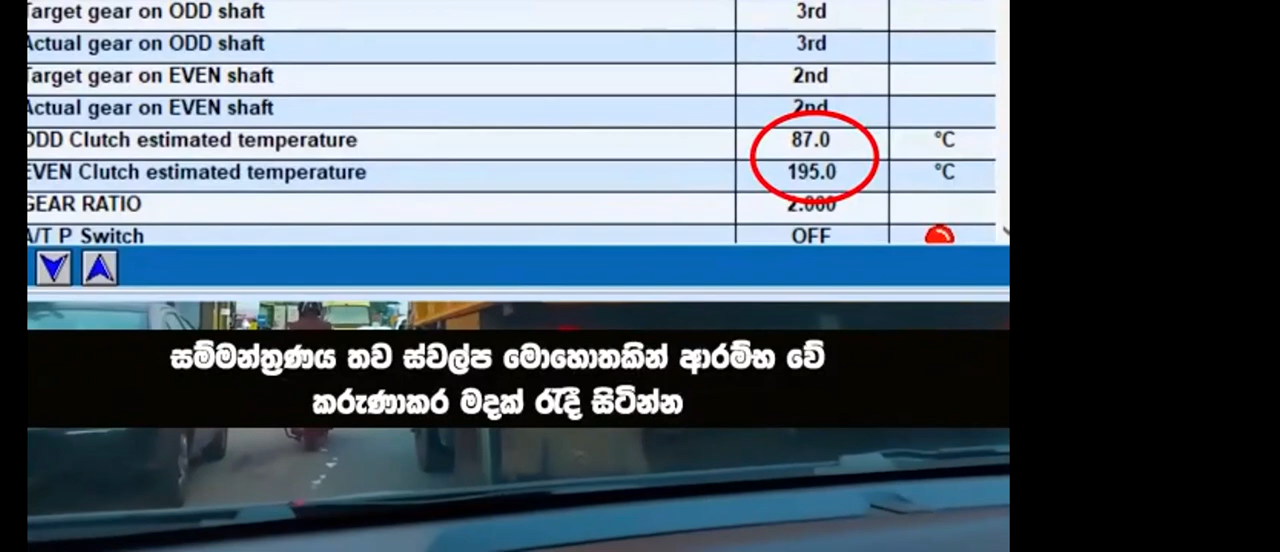 Target gear on ODD shaft 3rd
Actual gear on ODD shaft 3rd
Target gear on EVEN shaft 2nd
Actual gear on EVEN shaft 2nd
ODD Clutch estimated temperature 87.0 °C
EVEN Clutch estimated temperature 195.0 °C
GEAR RATIO 2.000
A/T P Switch OFF
සම්මන්ත්‍රණය තව ස්වල්ප මොහොතකින් ආරම්භ වේ
කරුණාකර මදක් රැදී සිටින්න